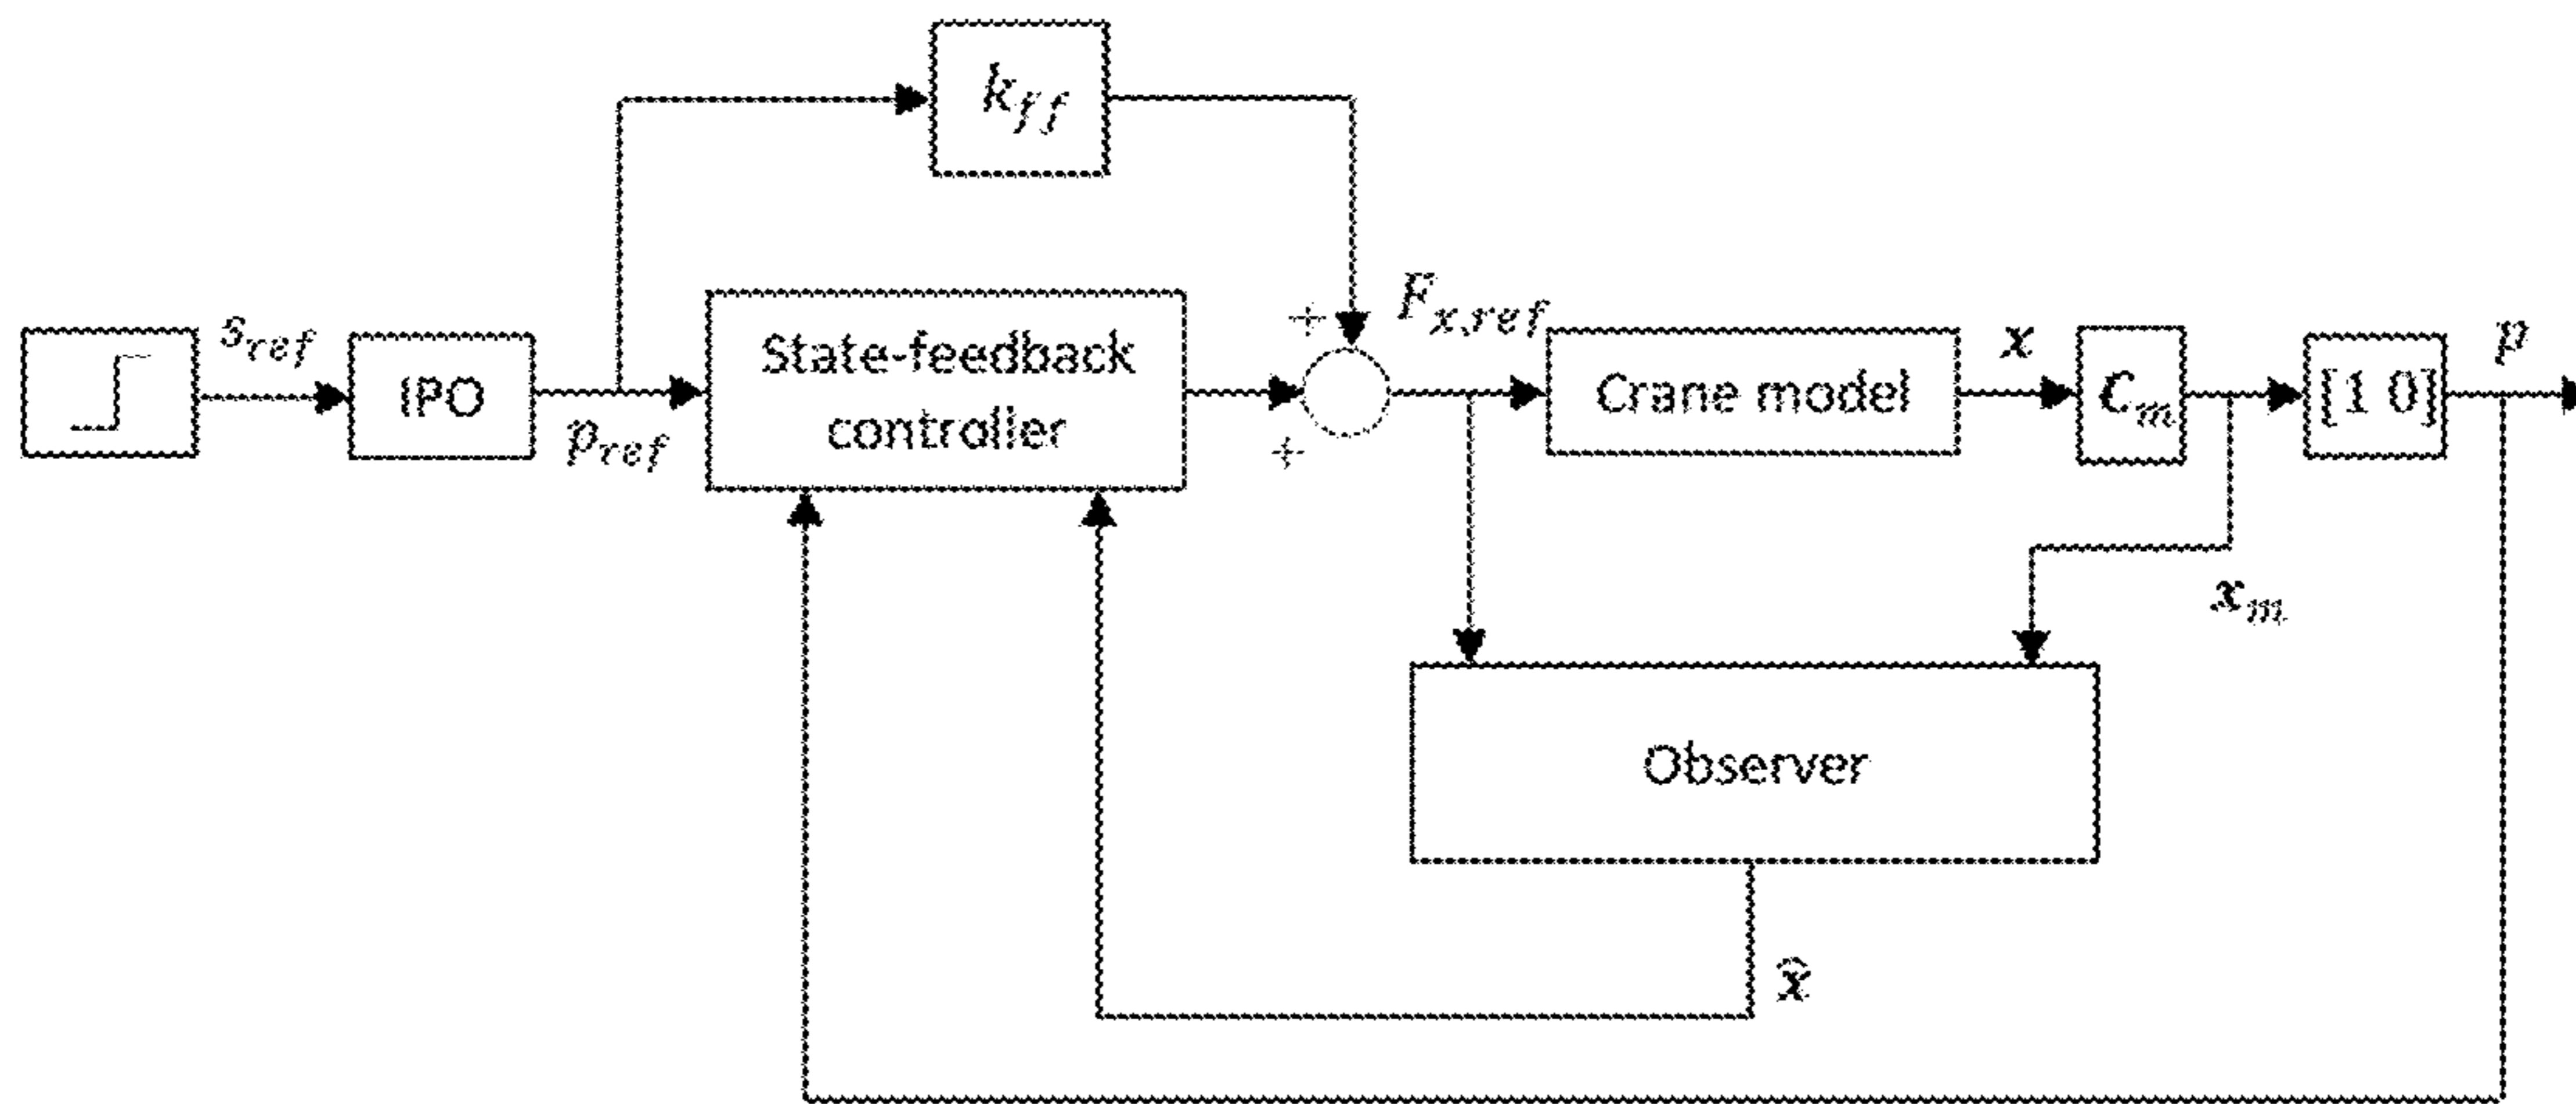 k_ff
s_ref
IPO
p_ref
State-feedback
controller
+
+
F_x,ref
Crane model
x
C_m
[1 0]
p
x_m
Observer
x̂